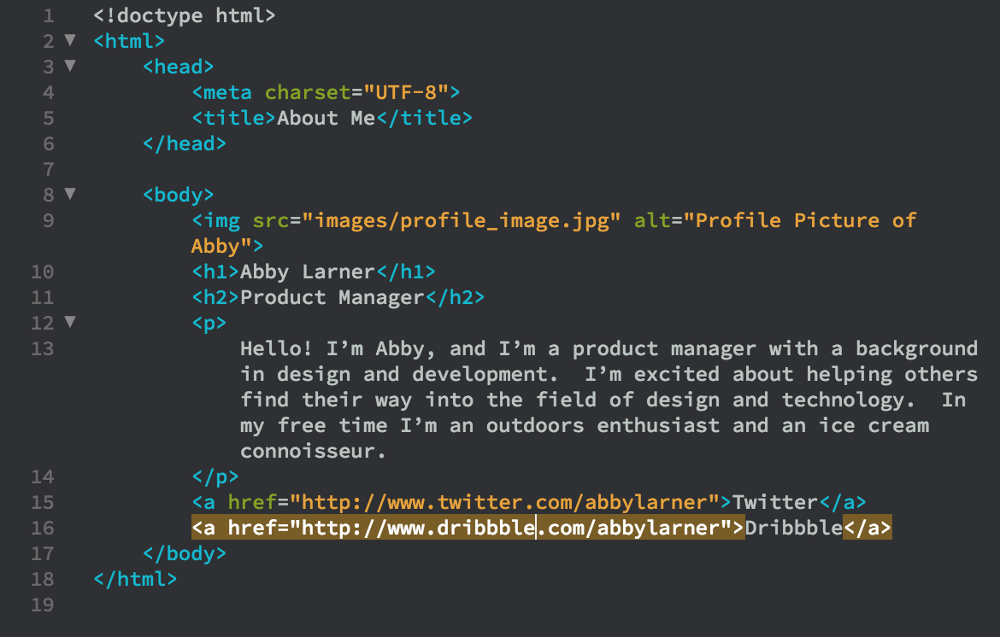 1 <!doctype html>
2 ▼ <html>
3 ▼ <head>
4 <meta charset="UTF-8">
5 <title>About Me</title>
6 </head>
7
8 ▼ <body>
9 <img src="images/profile_image.jpg" alt="Profile Picture of
Abby">
10 <h1>Abby Larner</h1>
11 <h2>Product Manager</h2>
12 ▼ <p>
13 Hello! I’m Abby, and I’m a product manager with a background
in design and development.  I’m excited about helping others
find their way into the field of design and technology.  In
my free time I’m an outdoors enthusiast and an ice cream
connoisseur.
14 </p>
15 <a href="http://www.twitter.com/abbylarner">Twitter</a>
16 <a href="http://www.dribbble.com/abbylarner">Dribbble</a>
17 </body>
18 </html>
19